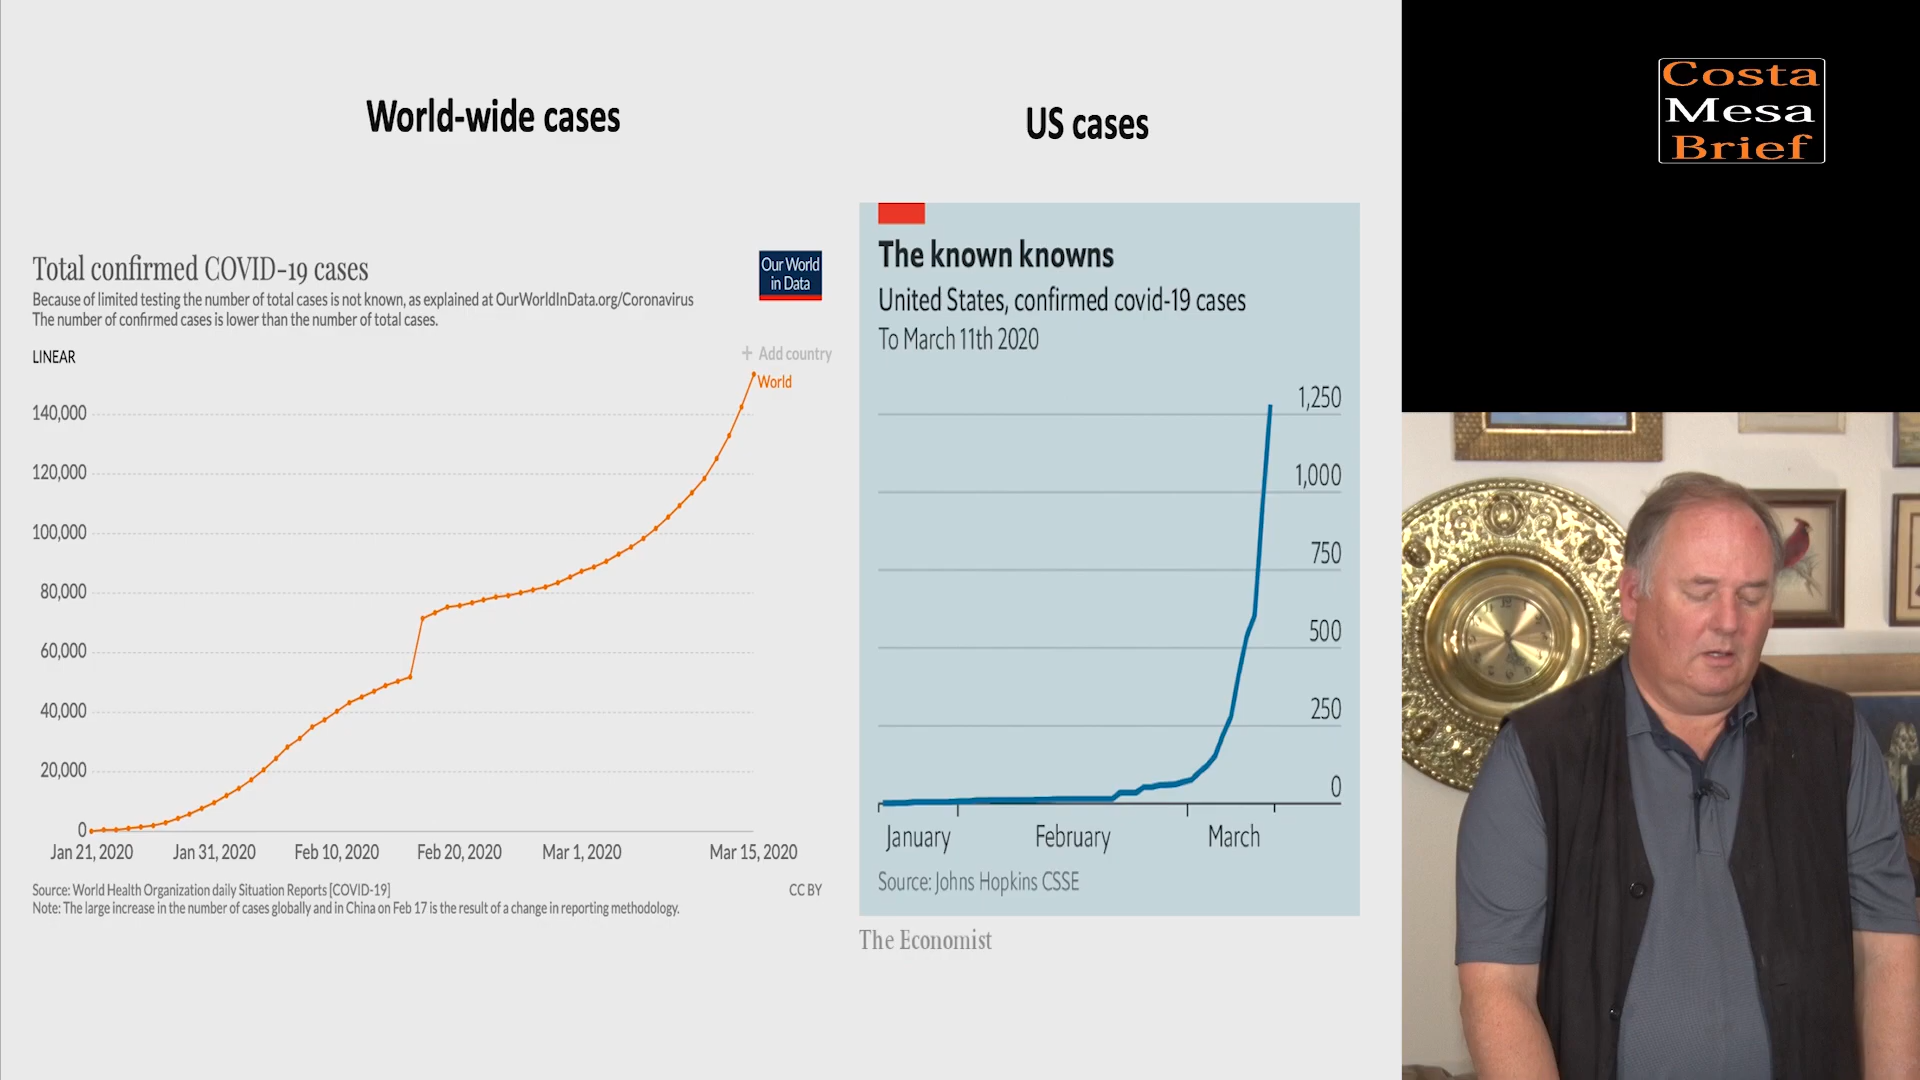 World-wide cases
US cases
Costa
Mesa
Brief
Total confirmed COVID-19 cases
Because of limited testing the number of total cases is not known, as explained at OurWorldInData.org/Coronavirus
The number of confirmed cases is lower than the number of total cases.
Our World
in Data
LINEAR
+ Add country
World
140,000
120,000
100,000
80,000
60,000
40,000
20,000
0
Jan 21, 2020 Jan 31, 2020 Feb 10, 2020 Feb 20, 2020 Mar 1, 2020 Mar 15, 2020
Source: World Health Organization daily Situation Reports [COVID-19]
CC BY
Note: The large increase in the number of cases globally and in China on Feb 17 is the result of a change in reporting methodology.
The known knowns
United States, confirmed covid-19 cases
To March 11th 2020
1,250
1,000
750
500
250
0
January February March
Source: Johns Hopkins CSSE
The Economist